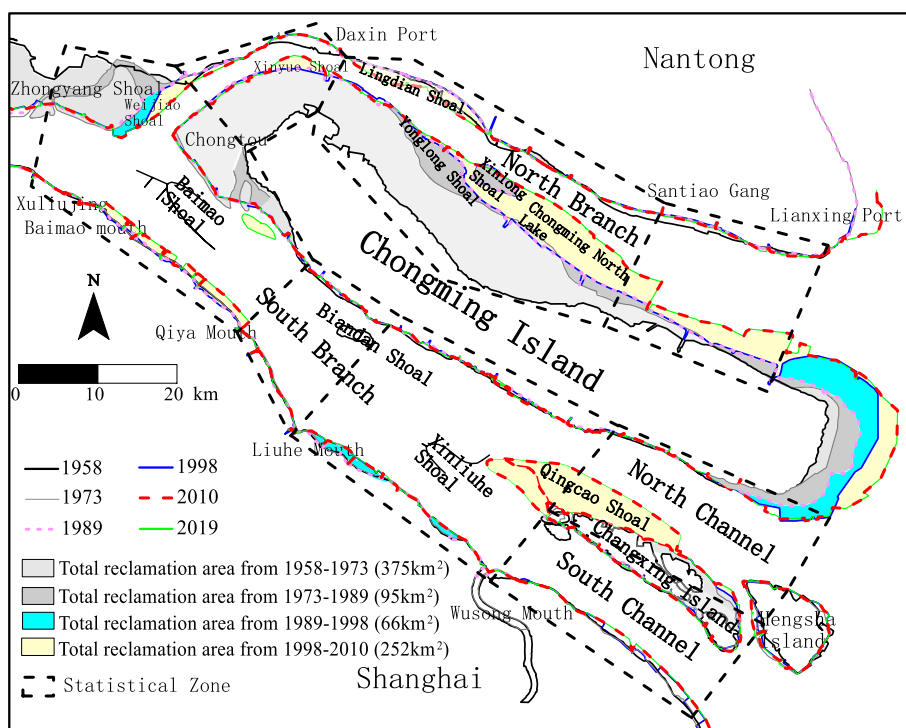 Daxin Port
Nantong
Xinyue Shoal
Lingdian Shoal
Zhongyang Shoal
Weijiao
Shoal
Chongtou
Yonglong Shoal
North Branch
Xinlong
Shoal
Chongming North
Lake
Santiao Gang
Lianxing Port
Baimao
Shoal
Xuliujing
Baimao mouth
N
Chongming Island
Qiya Mouth
South Branch
Biandan Shoal
0 10 20 km
Liuhe Mouth
Xinliuhe
Shoal
Qingcao Shoal
North Channel
Changxing Island
South Channel
Hengsha
Island
Wusong Mouth
Shanghai
1958
1998
1973
2010
1989
2019
Total reclamation area from 1958-1973 (375km²)
Total reclamation area from 1973-1989 (95km²)
Total reclamation area from 1989-1998 (66km²)
Total reclamation area from 1998-2010 (252km²)
Statistical Zone